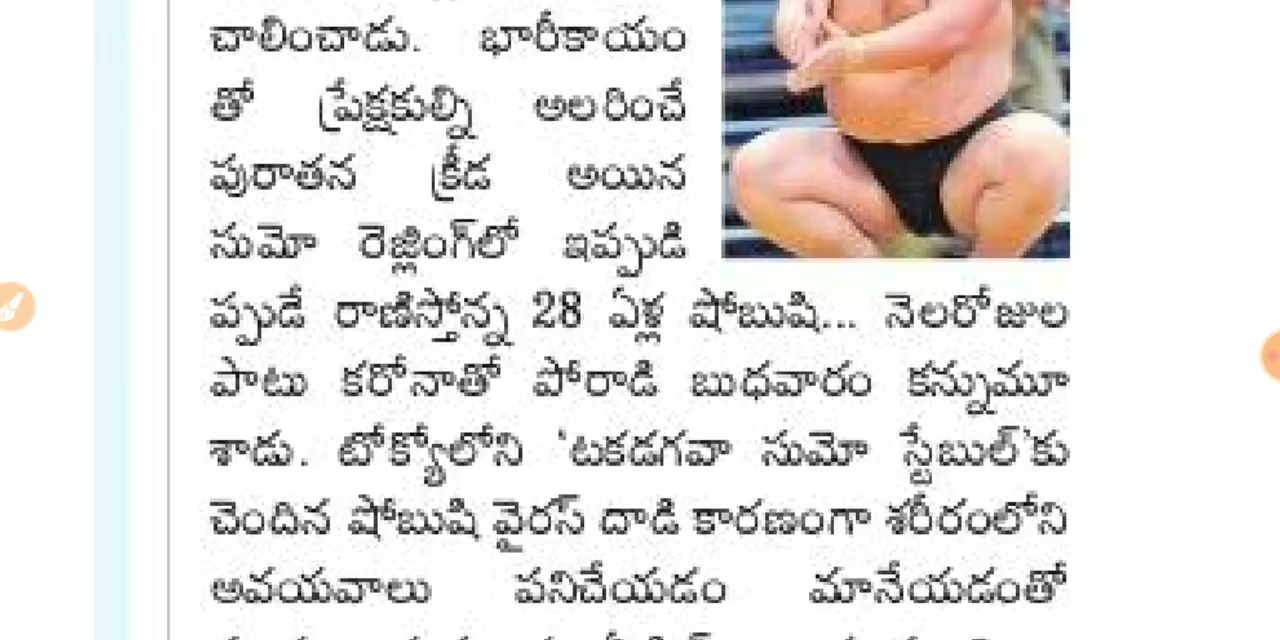 చాలించాడు. భారీకాయం
తో ప్రేక్షకుల్ని అలరించే
పురాతన క్రీడ అయిన
సుమో రెజ్లింగ్‌లో ఇప్పుడి
ప్పుడే రాణిస్తోన్న 28 ఏళ్ల షోబుషి... నెలరోజుల
పాటు కరోనాతో పోరాడి బుధవారం కన్నుమూ
శాడు. టోక్యోలోని ‘టకడగవా సుమో స్టేబుల్’కు
చెందిన షోబుషి వైరస్ దాడి కారణంగా శరీరంలోని
అవయవాలు పనిచేయడం మానేయడంతో